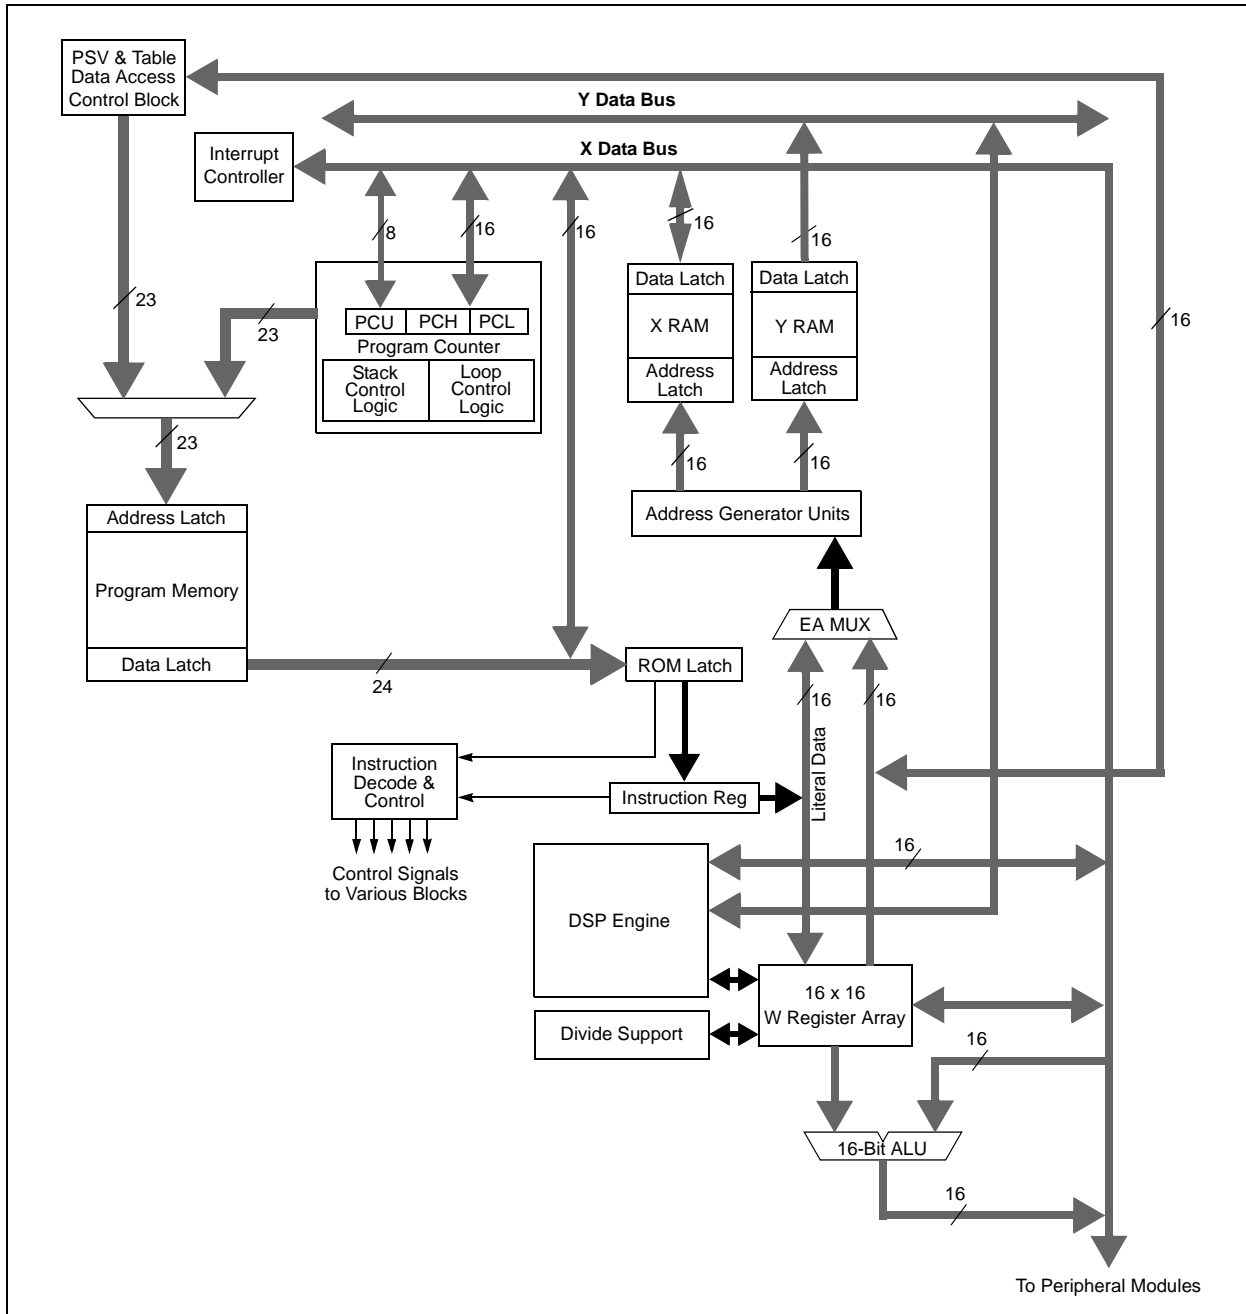 PSV & Table
Data Access
Control Block
Y Data Bus
X Data Bus
Interrupt
Controller
8
16
16
16
16
23
23
16
PCU
PCH
PCL
Program Counter
Stack
Control
Logic
Loop
Control
Logic
Data Latch
X RAM
Address
Latch
Data Latch
Y RAM
Address
Latch
23
16
16
Address Latch
Program Memory
Data Latch
Address Generator Units
EA MUX
24
ROM Latch
16
16
Literal Data
Instruction
Decode &
Control
Instruction Reg
Control Signals
to Various Blocks
16
DSP Engine
16 x 16
W Register Array
Divide Support
16
16-Bit ALU
16
To Peripheral Modules